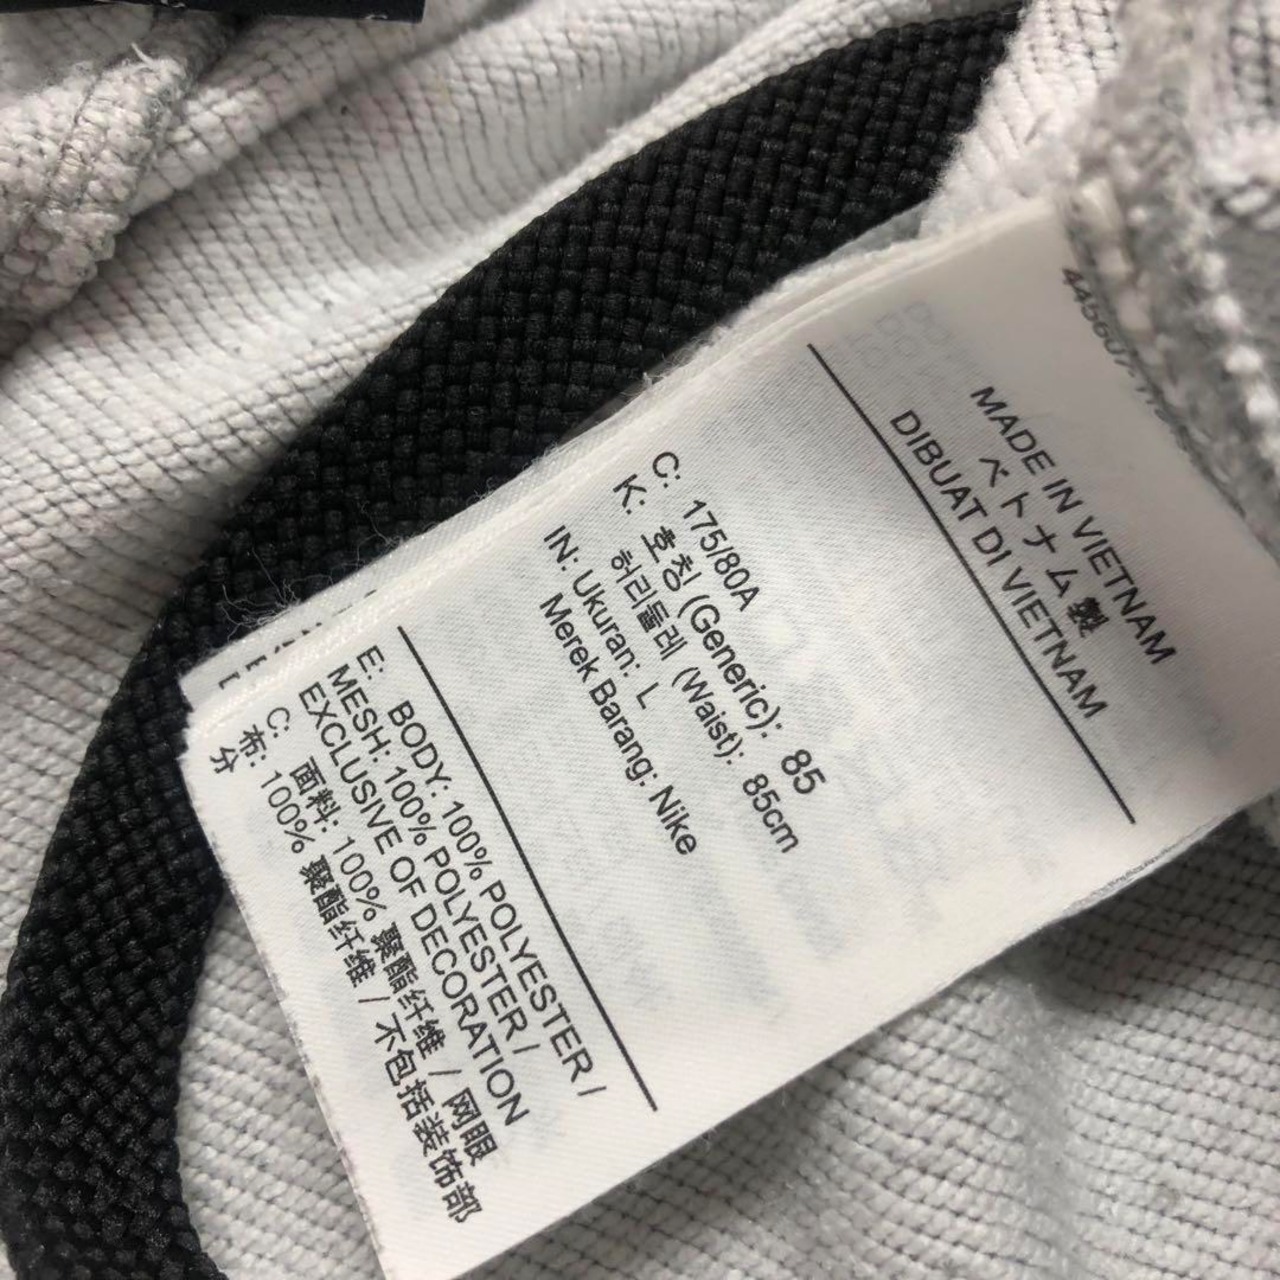 MADE IN VIETNAM
ベトナム製
DIBUAT DI VIETNAM
C: 175/80A
K: 호칭 (Generic): 85
허리둘레 (Waist): 85cm
IN: Ukuran: L
Merek Barang: Nike
E: BODY: 100% POLYESTER /
MESH: 100% POLYESTER /
EXCLUSIVE OF DECORATION
C: 面料: 100% 聚酯纤维 / 网眼
布: 100% 聚酯纤维 / 不包括装饰部
分